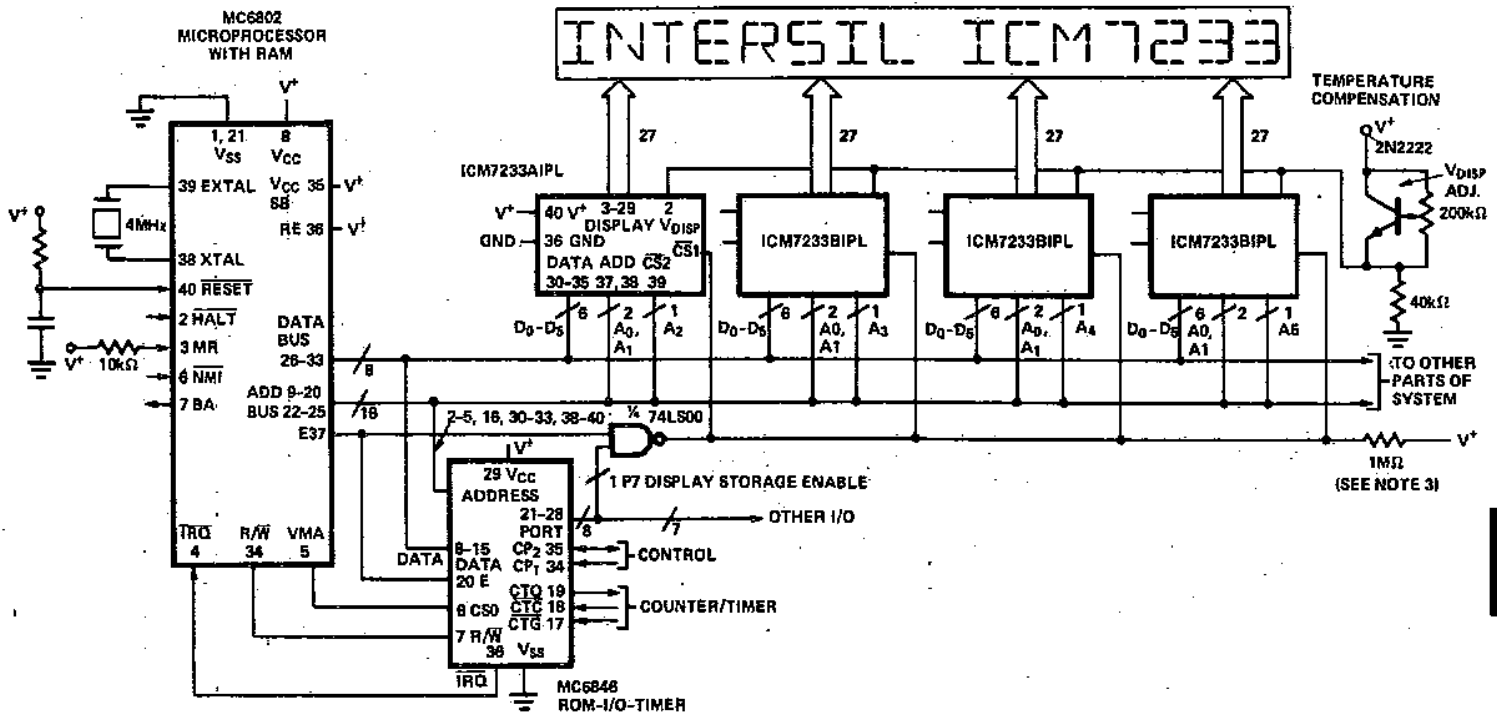 MC6802
MICROPROCESSOR
WITH RAM
V+
1, 21
VSS
8
VCC
39 EXTAL
VCC 35
SB
V+
RE 36
V+
4MHz
V+
38 XTAL
40 RESET
2 HALT
3 MR
V+
10kΩ
6 NMI
7 BA
DATA
BUS
26-33
8
ADD 9-20
BUS 22-25
16
E37
IRQ
4
R/W
34
VMA
5
INTERSIL ICM7233
27
27
27
27
ICM7233AIPL
V+
40 V+
3-29
2
DISPLAY VDISP
GND
36 GND
CS1
DATA ADD CS2
30-35 37, 38 39
ICM7233BIPL
ICM7233BIPL
ICM7233BIPL
D0-D5
6
2
A0,
A1
1
A2
D0-D5
6
2
A0,
A1
1
A3
D0-D5
6
2
A0,
A1
1
A4
D0-D5
6
A0,
A1
2
1
TEMPERATURE
COMPENSATION
V+
2N2222
VDISP
ADJ.
200kΩ
40kΩ
TO OTHER
PARTS OF
SYSTEM
2-5, 16, 30-33, 38-40
¼ 74LS00
V+
1MΩ
(SEE NOTE 3)
V+
29 VCC
ADDRESS
1 P7 DISPLAY STORAGE ENABLE
21-28
PORT
8
7
OTHER I/O
DATA
8-15
DATA
20 E
CP2 35
CP1 34
CONTROL
6 CS0
CTO 19
CTC 18
CTG 17
COUNTER/TIMER
7 R/W
36
VSS
IRQ
MC6846
ROM-I/O-TIMER